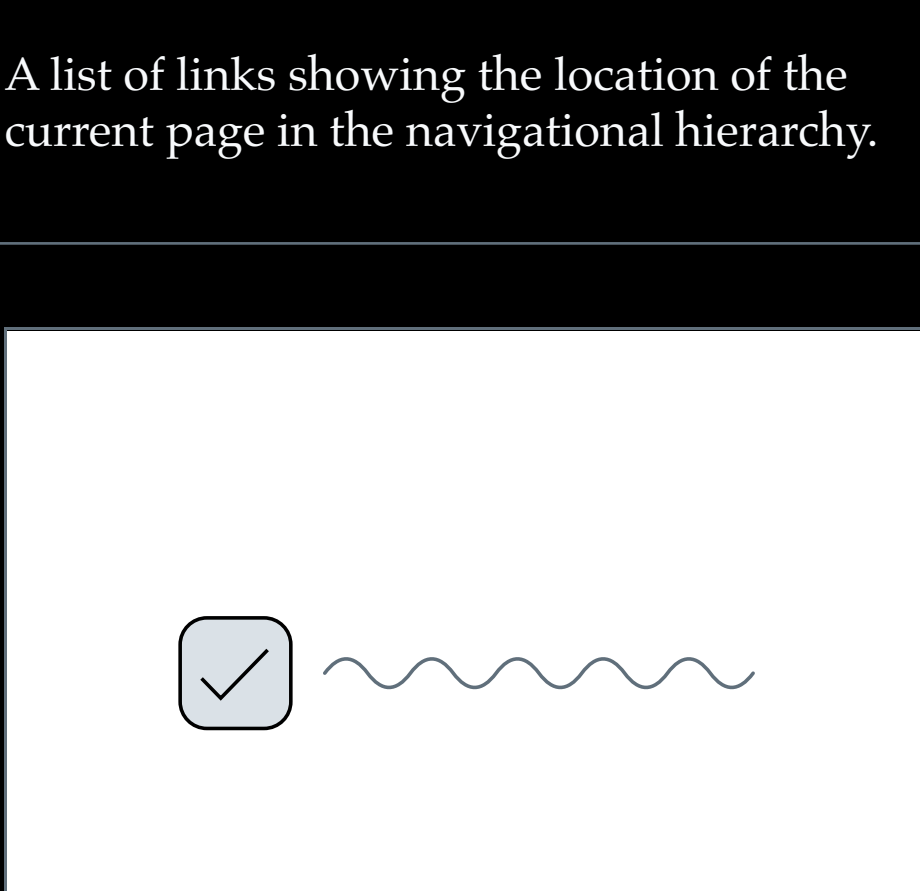 A list of links showing the location of the
current page in the navigational hierarchy.